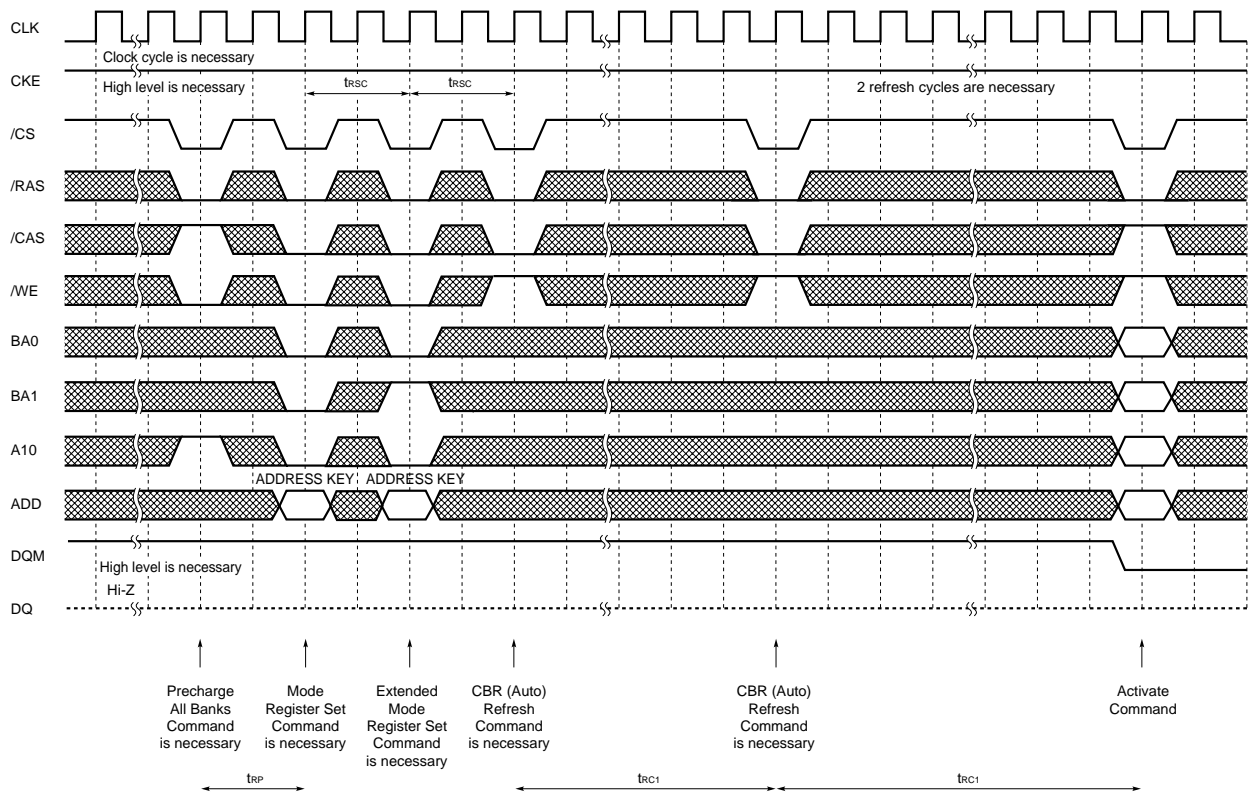 CLK
Clock cycle is necessary
CKE
High level is necessary
tRSC
tRSC
2 refresh cycles are necessary
/CS
/RAS
/CAS
/WE
BA0
BA1
A10
ADDRESS KEY
ADDRESS KEY
ADD
DQM
High level is necessary
Hi-Z
DQ
Precharge
All Banks
Command
is necessary
Mode
Register Set
Command
is necessary
Extended
Mode
Register Set
Command
is necessary
CBR (Auto)
Refresh
Command
is necessary
CBR (Auto)
Refresh
Command
is necessary
Activate
Command
tRP
tRC1
tRC1